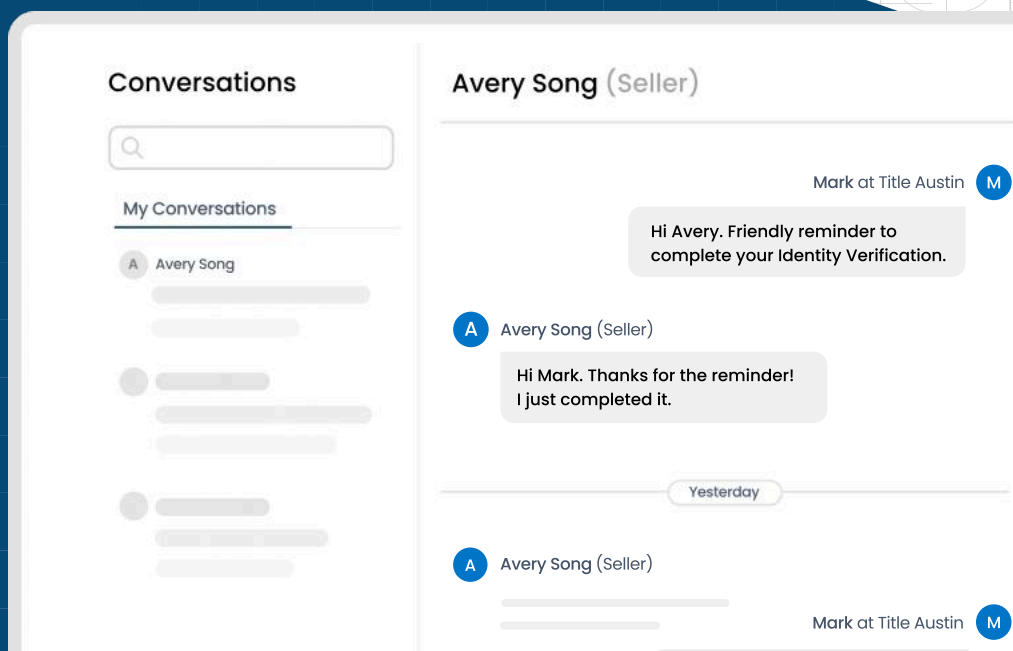 Conversations
My Conversations
A Avery Song
Avery Song (Seller)
Mark at Title Austin M
Hi Avery. Friendly reminder to
complete your Identity Verification.
A Avery Song (Seller)
Hi Mark. Thanks for the reminder!
I just completed it.
Yesterday
A Avery Song (Seller)
Mark at Title Austin M